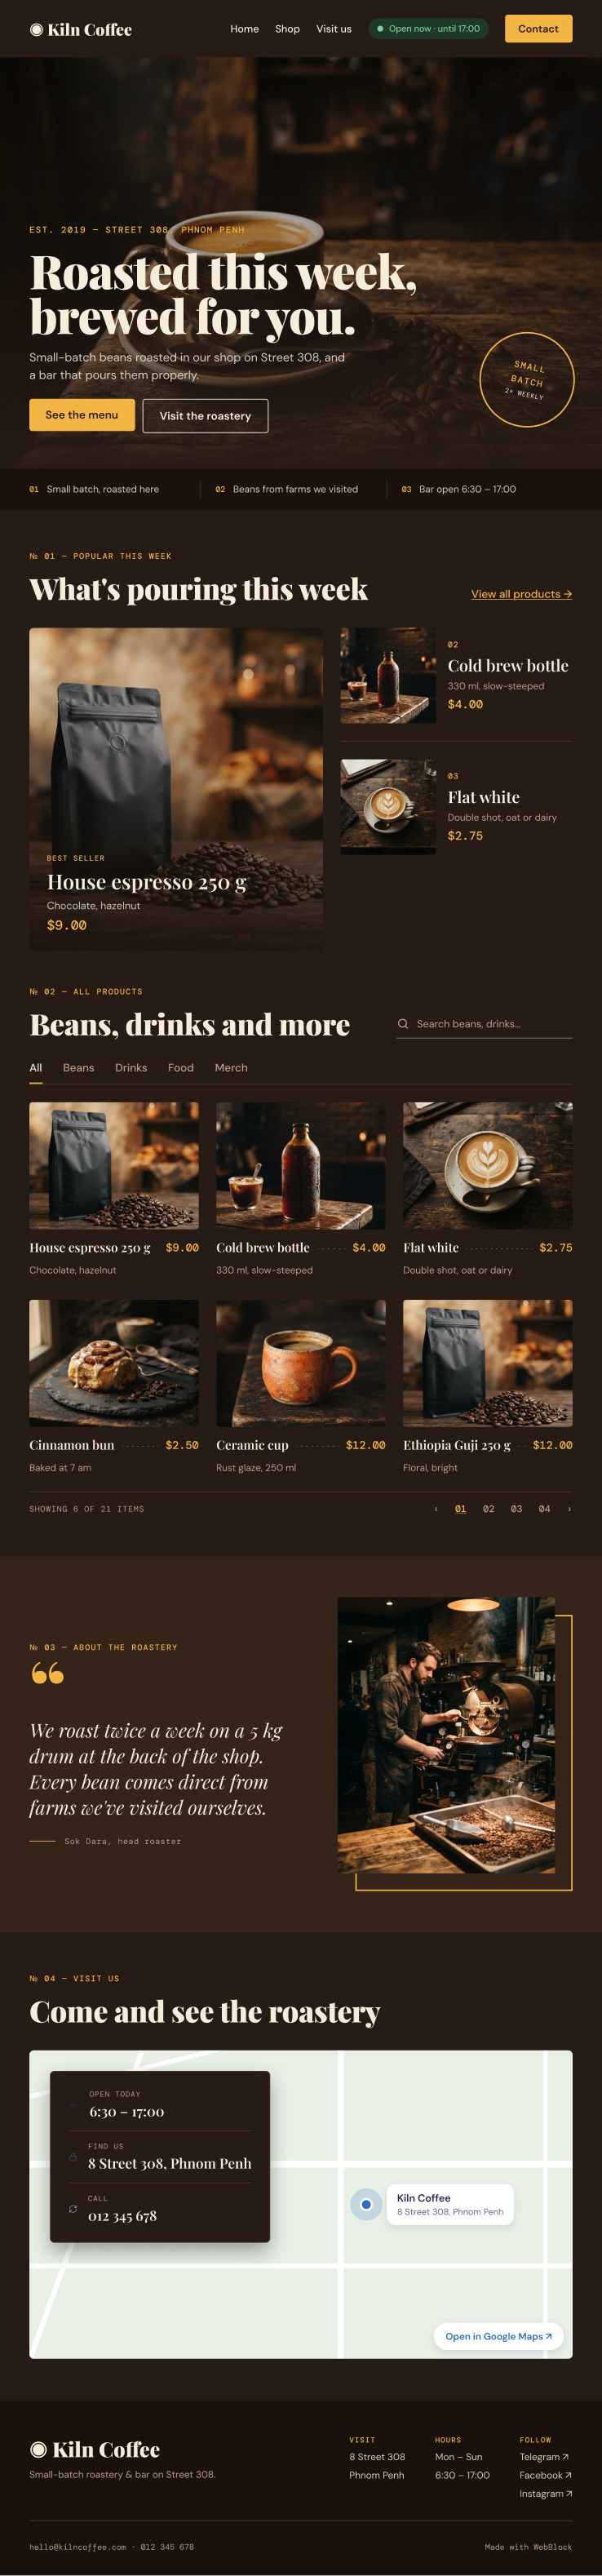 Kiln Coffee
Home
Shop
Visit us
Open now · until 17:00
Contact
EST. 2019 — STREET 308, PHNOM PENH
Roasted this week,
brewed for you.
Small-batch beans roasted in our shop on Street 308, and
a bar that pours them properly.
See the menu
Visit the roastery
SMALL
BATCH
2× WEEKLY
01 Small batch, roasted here
02 Beans from farms we visited
03 Bar open 6:30 – 17:00
№ 01 — POPULAR THIS WEEK
What's pouring this week
View all products →
BEST SELLER
House espresso 250 g
Chocolate, hazelnut
$9.00
02
Cold brew bottle
330 ml, slow-steeped
$4.00
03
Flat white
Double shot, oat or dairy
$2.75
№ 02 — ALL PRODUCTS
Beans, drinks and more
Search beans, drinks...
All
Beans
Drinks
Food
Merch
House espresso 250 g $9.00
Chocolate, hazelnut
Cold brew bottle $4.00
330 ml, slow-steeped
Flat white $2.75
Double shot, oat or dairy
Cinnamon bun $2.50
Baked at 7 am
Ceramic cup $12.00
Rust glaze, 250 ml
Ethiopia Guji 250 g $12.00
Floral, bright
SHOWING 6 OF 21 ITEMS
‹ 01 02 03 04 ›
№ 03 — ABOUT THE ROASTERY
“
We roast twice a week on a 5 kg
drum at the back of the shop.
Every bean comes direct from
farms we've visited ourselves.
Sok Dara, head roaster
№ 04 — VISIT US
Come and see the roastery
OPEN TODAY
6:30 – 17:00
FIND US
8 Street 308, Phnom Penh
CALL
012 345 678
Kiln Coffee
8 Street 308, Phnom Penh
Open in Google Maps ↗
Kiln Coffee
Small-batch roastery & bar on Street 308.
VISIT
8 Street 308
Phnom Penh
HOURS
Mon – Sun
6:30 – 17:00
FOLLOW
Telegram ↗
Facebook ↗
Instagram ↗
hello@kilncoffee.com · 012 345 678
Made with WebBlock